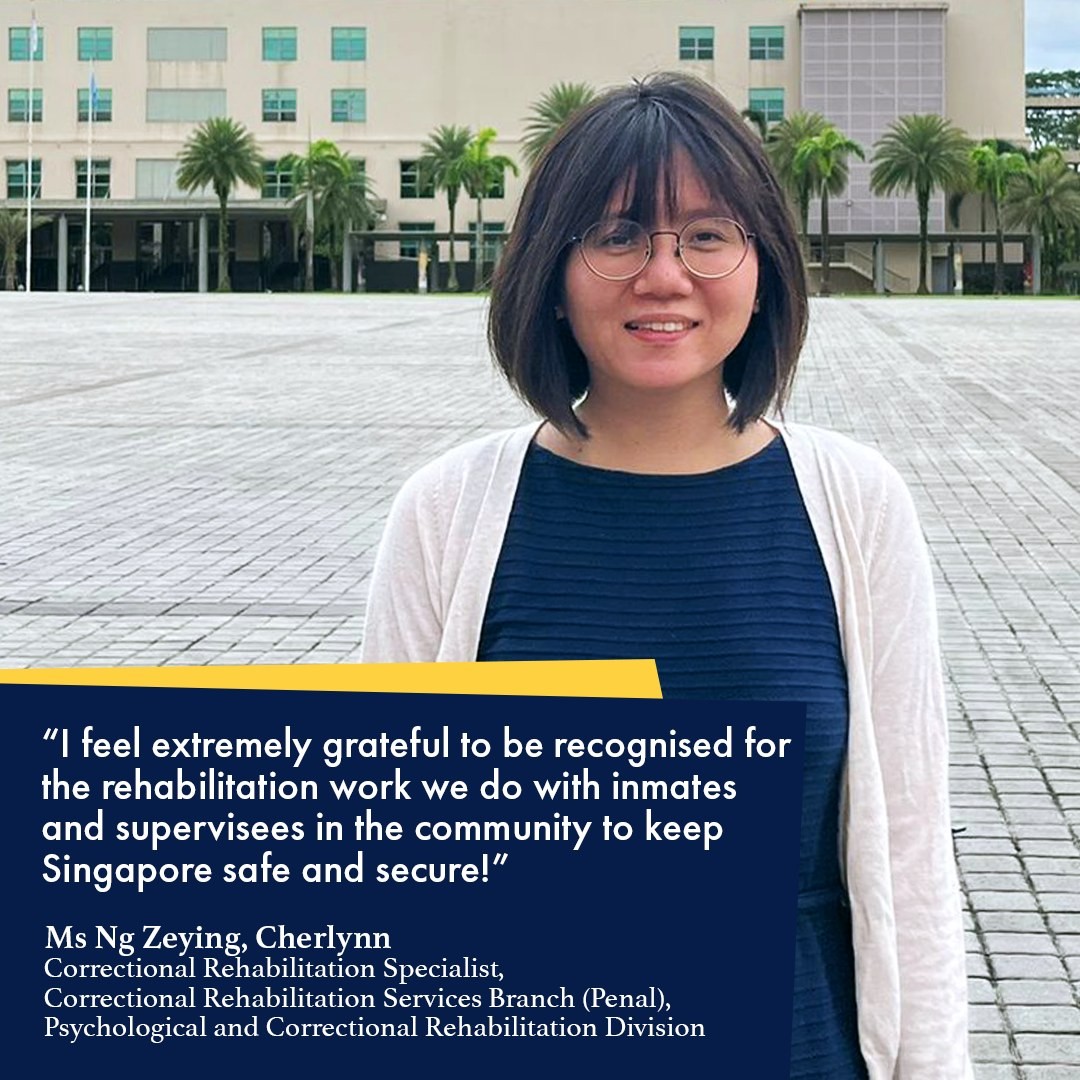 “I feel extremely grateful to be recognised for
the rehabilitation work we do with inmates
and supervisees in the community to keep
Singapore safe and secure!”
Ms Ng Zeying, Cherlynn
Correctional Rehabilitation Specialist,
Correctional Rehabilitation Services Branch (Penal),
Psychological and Correctional Rehabilitation Division